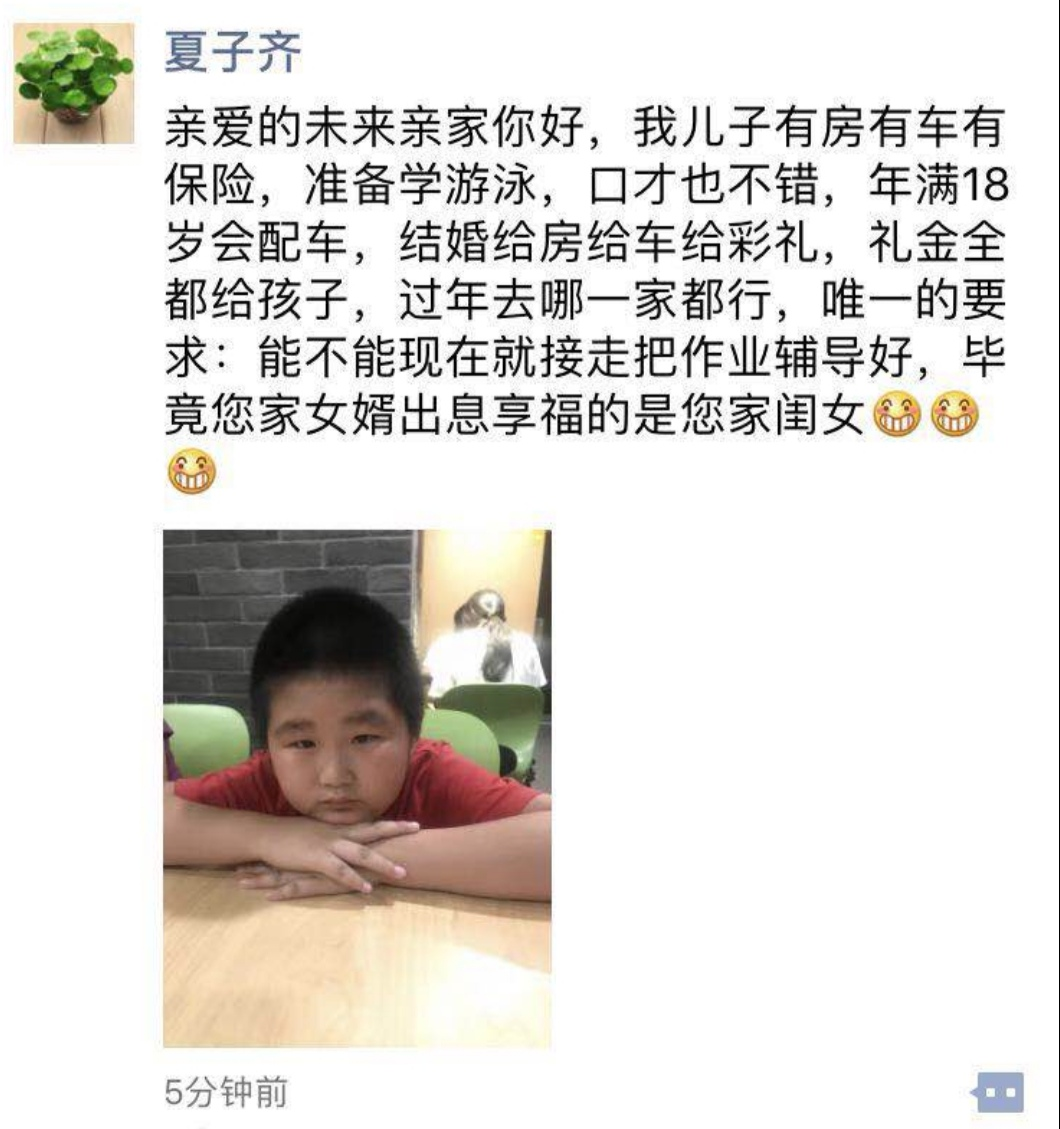 夏子齐
亲爱的未来亲家你好，我儿子有房有车有
保险，准备学游泳，口才也不错，年满18
岁会配车，结婚给房给车给彩礼，礼金全
都给孩子，过年去哪一家都行，唯一的要
求：能不能现在就接走把作业辅导好，毕
竟您家女婿出息享福的是您家闺女😁😁
😁
5分钟前